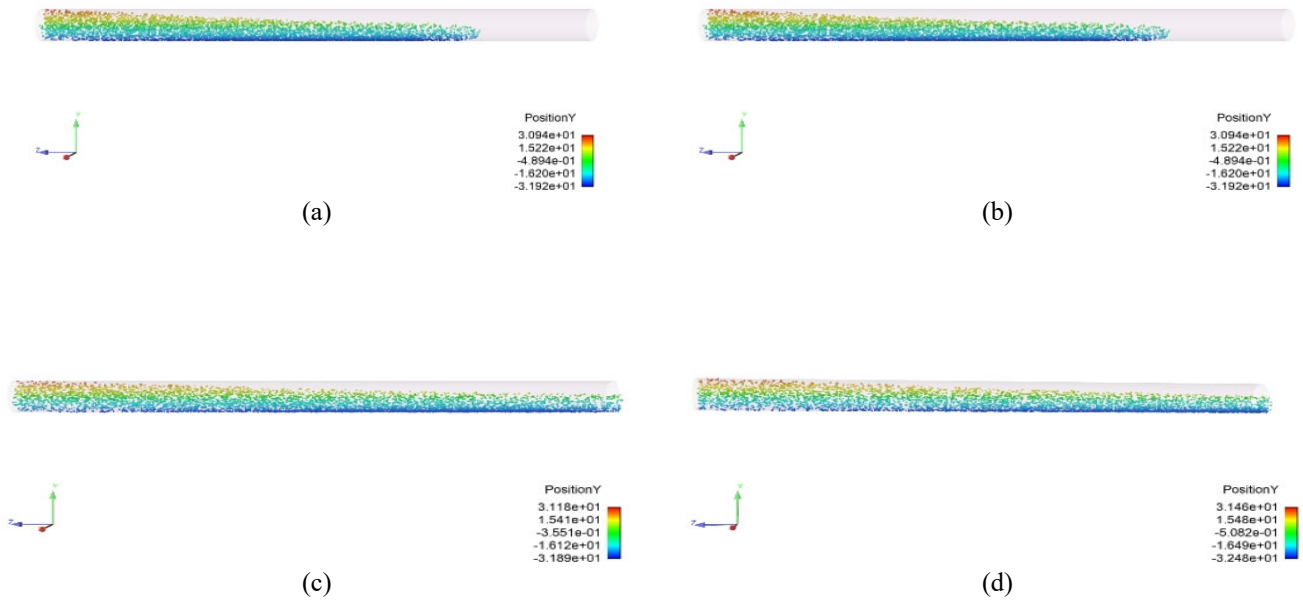 PositionY
3.094e+01
1.522e+01
-4.894e-01
-1.620e+01
-3.192e+01
Y
Z
(a)
PositionY
3.094e+01
1.522e+01
-4.894e-01
-1.620e+01
-3.192e+01
Y
Z
(b)
PositionY
3.118e+01
1.541e+01
-3.551e-01
-1.612e+01
-3.189e+01
Y
Z
(c)
PositionY
3.146e+01
1.548e+01
-5.082e-01
-1.649e+01
-3.248e+01
Y
Z
(d)